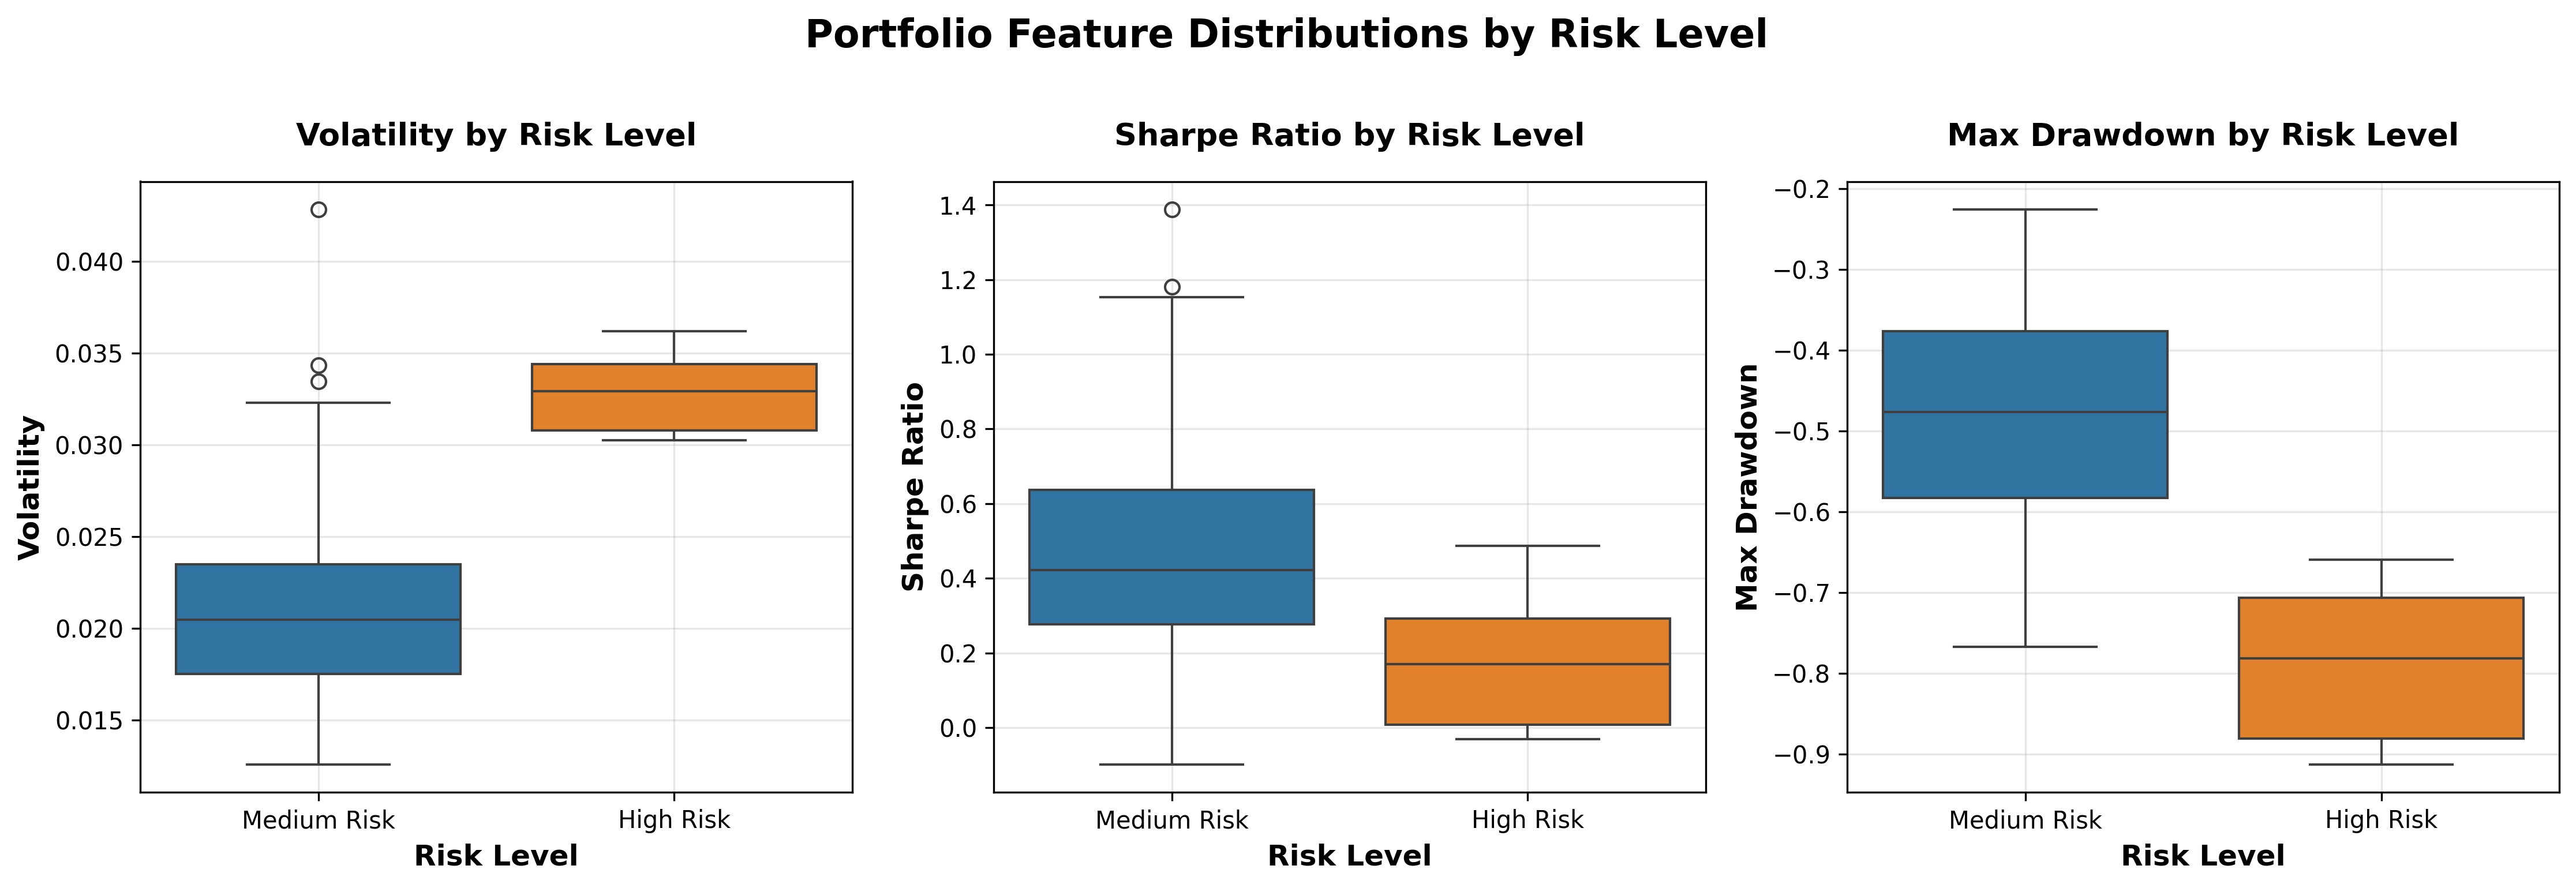 Portfolio Feature Distributions by Risk Level
Volatility by Risk Level
Volatility
0.040
0.035
0.030
0.025
0.020
0.015
Medium Risk
High Risk
Risk Level
Sharpe Ratio by Risk Level
Sharpe Ratio
1.4
1.2
1.0
0.8
0.6
0.4
0.2
0.0
Medium Risk
High Risk
Risk Level
Max Drawdown by Risk Level
Max Drawdown
−0.2
−0.3
−0.4
−0.5
−0.6
−0.7
−0.8
−0.9
Medium Risk
High Risk
Risk Level